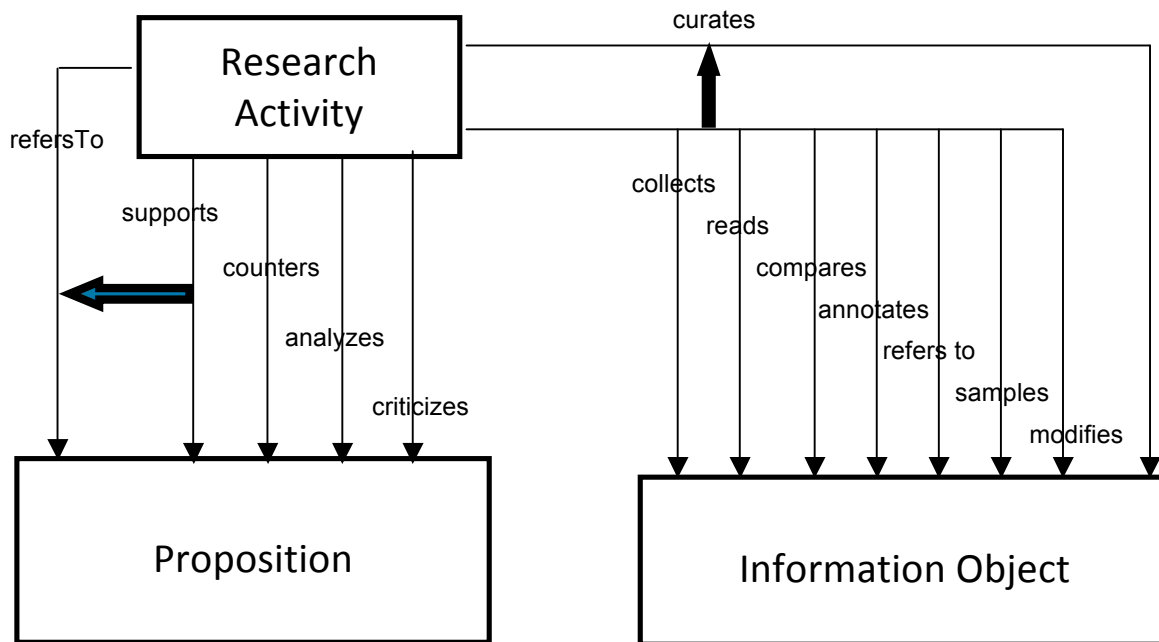 curates
Research
Activity
refersTo
collects
supports
reads
counters
compares
annotates
analyzes
refers to
samples
criticizes
modifies
Proposition
Information Object